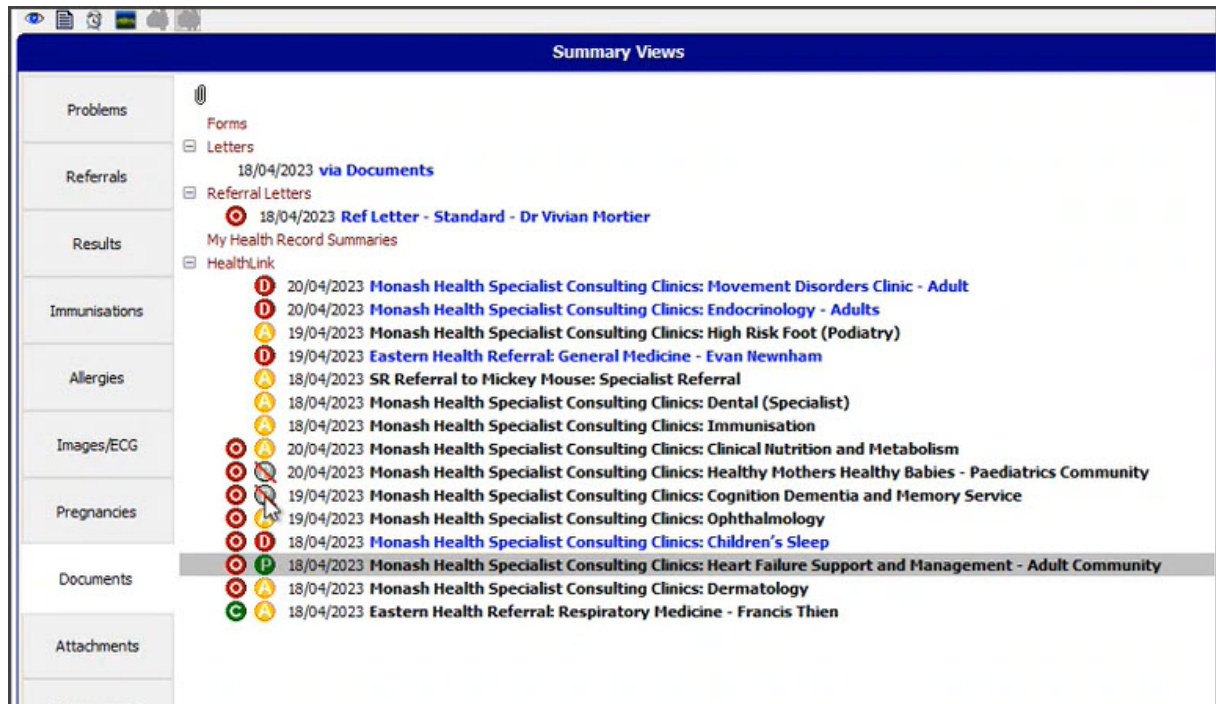 Summary Views
Problems
Referrals
Results
Immunisations
Allergies
Images/ECG
Pregnancies
Documents
Attachments
Forms
Letters
18/04/2023 via Documents
Referral Letters
18/04/2023 Ref Letter - Standard - Dr Vivian Mortier
My Health Record Summaries
HealthLink
D 20/04/2023 Monash Health Specialist Consulting Clinics: Movement Disorders Clinic - Adult
D 20/04/2023 Monash Health Specialist Consulting Clinics: Endocrinology - Adults
A 19/04/2023 Monash Health Specialist Consulting Clinics: High Risk Foot (Podiatry)
D 19/04/2023 Eastern Health Referral: General Medicine - Evan Newnham
A 18/04/2023 SR Referral to Mickey Mouse: Specialist Referral
A 18/04/2023 Monash Health Specialist Consulting Clinics: Dental (Specialist)
A 18/04/2023 Monash Health Specialist Consulting Clinics: Immunisation
A 20/04/2023 Monash Health Specialist Consulting Clinics: Clinical Nutrition and Metabolism
20/04/2023 Monash Health Specialist Consulting Clinics: Healthy Mothers Healthy Babies - Paediatrics Community
19/04/2023 Monash Health Specialist Consulting Clinics: Cognition Dementia and Memory Service
A 19/04/2023 Monash Health Specialist Consulting Clinics: Ophthalmology
D 18/04/2023 Monash Health Specialist Consulting Clinics: Children's Sleep
P 18/04/2023 Monash Health Specialist Consulting Clinics: Heart Failure Support and Management - Adult Community
A 18/04/2023 Monash Health Specialist Consulting Clinics: Dermatology
C A 18/04/2023 Eastern Health Referral: Respiratory Medicine - Francis Thien